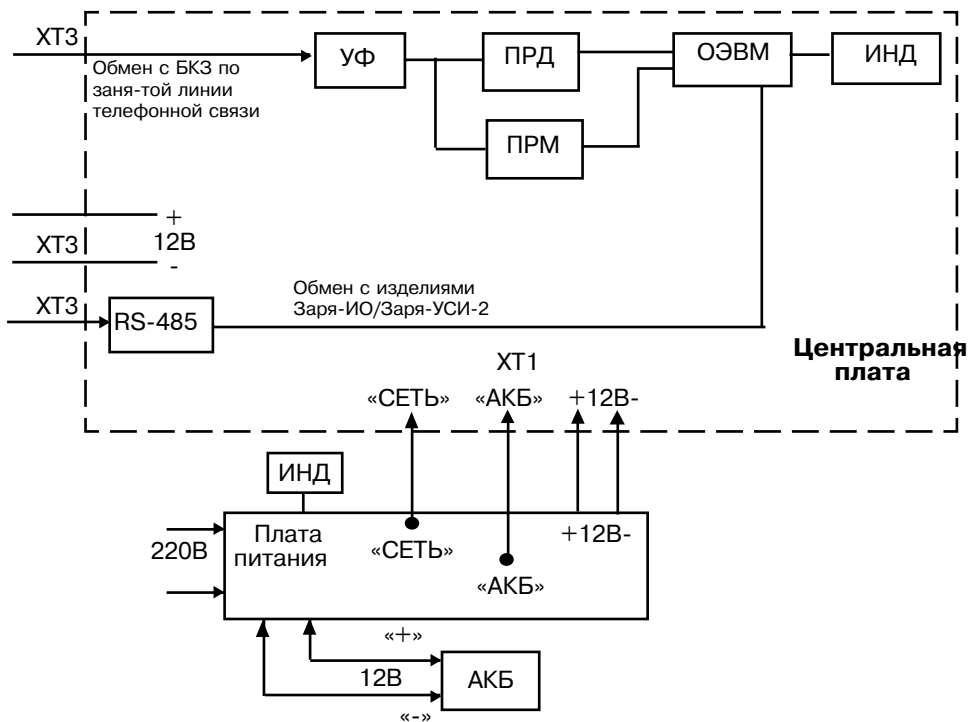 ХТ3
УФ
ПРД
ОЭВМ
ИНД
Обмен с БКЗ по
заня-той линии
телефонной связи
ПРМ
+
ХТ3
12В
-
ХТ3
RS-485
Обмен с изделиями
Заря-ИО/Заря-УСИ-2
Центральная
плата
ХТ1
«СЕТЬ»
«АКБ»
+12В-
ИНД
220В
Плата
питания
«СЕТЬ»
+12В-
«АКБ»
«+»
12В
АКБ
«-»